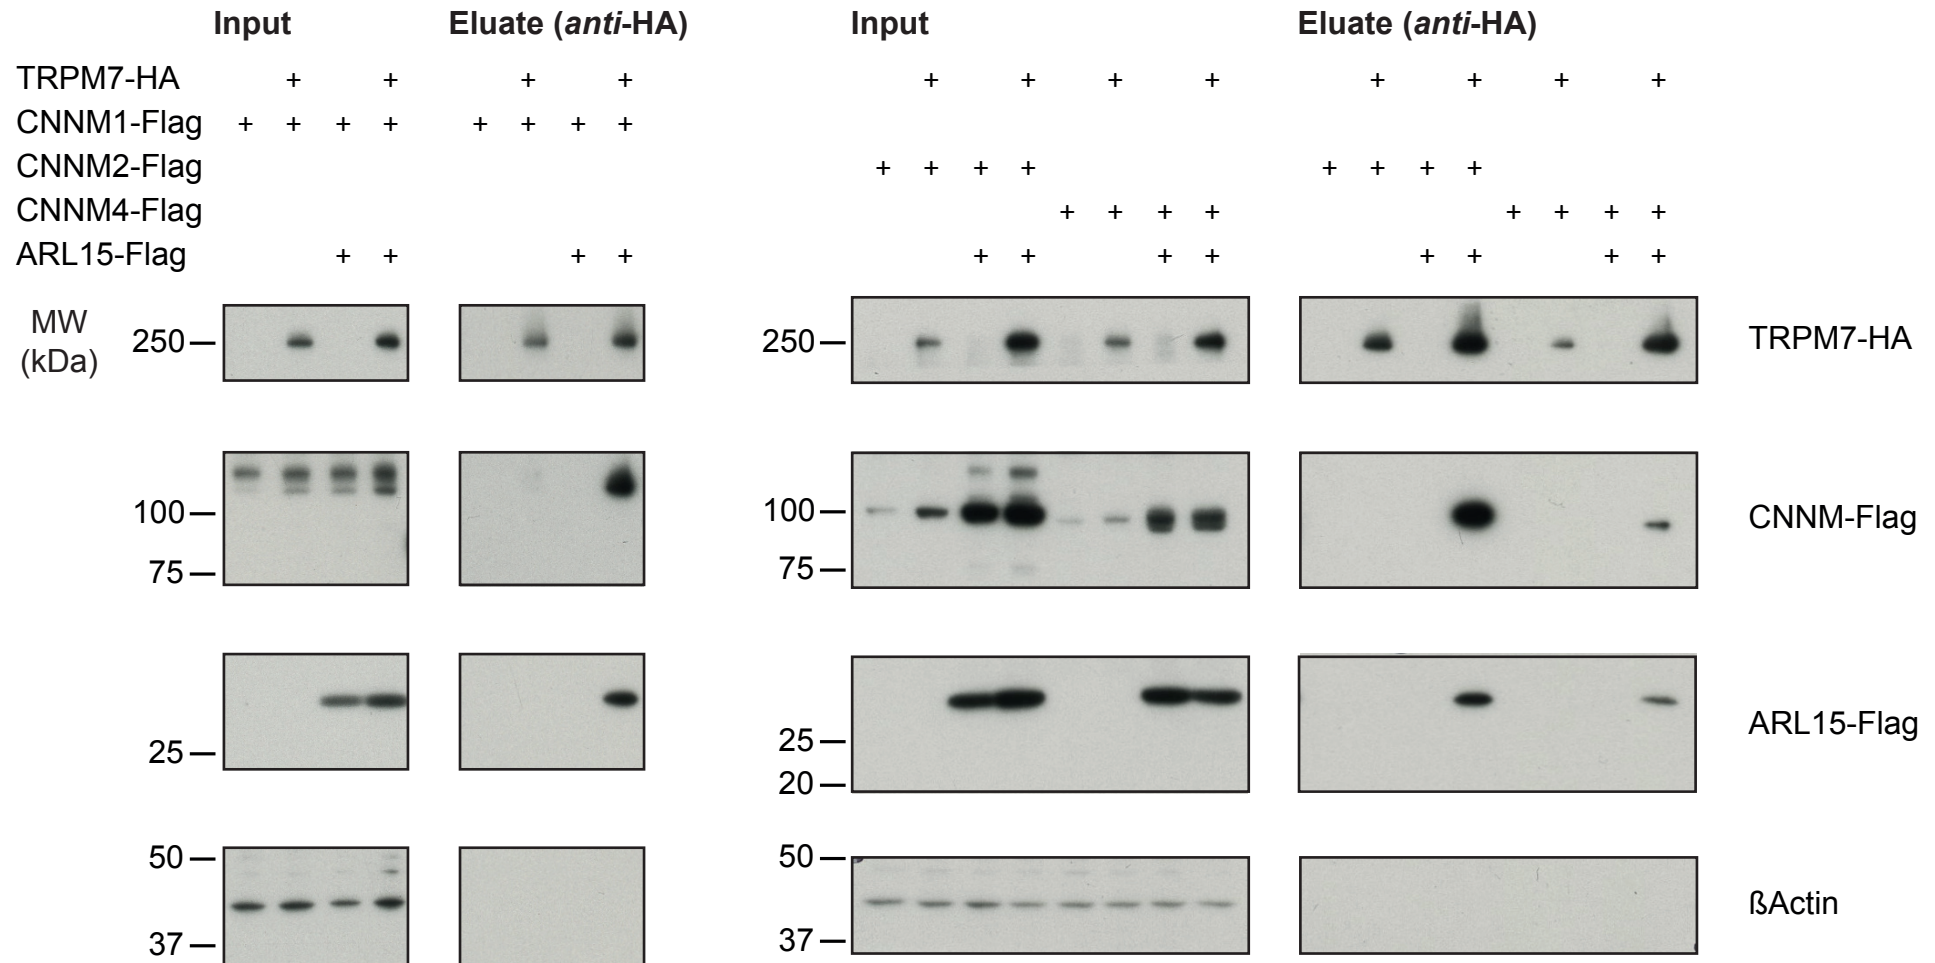 Input Eluate (anti-HA) Input Eluate (anti-HA)
TRPM7-HA + + + + + + + + + + + +
CNNM1-Flag + + + + + + + +
CNNM2-Flag + + + + + + + +
CNNM4-Flag + + + + + + + +
ARL15-Flag + + + + + + + + + + + +
MW
(kDa)
250 250 TRPM7-HA
100 100 CNNM-Flag
75 75
25 25 ARL15-Flag
20
50 50 ßActin
37 37